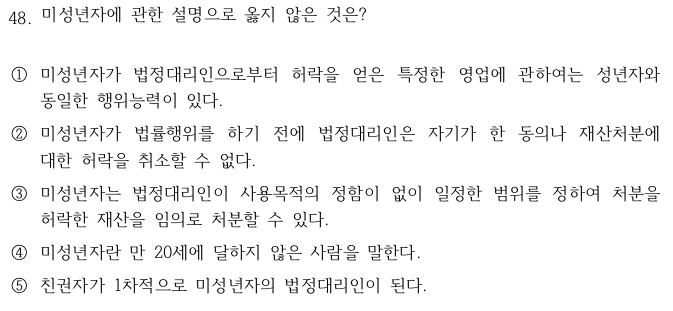 48. 미성년자에 관한 설명으로 옳지 않은 것은?
① 미성년자가 법정대리인으로부터 허락을 얻은 특정한 영업에 관하여는 성년자와
동일한 행위능력이 있다.
② 미성년자가 법률행위를 하기 전에 법정대리인은 자기가 한 동의나 재산처분에
대한 허락을 취소할 수 없다.
③ 미성년자는 법정대리인이 사용목적의 정함이 없이 일정한 범위를 정하여 처분을
허락한 재산을 임의로 처분할 수 있다.
④ 미성년자란 만 20세에 달하지 않은 사람을 말한다.
⑤ 친권자가 1차적으로 미성년자의 법정대리인이 된다.